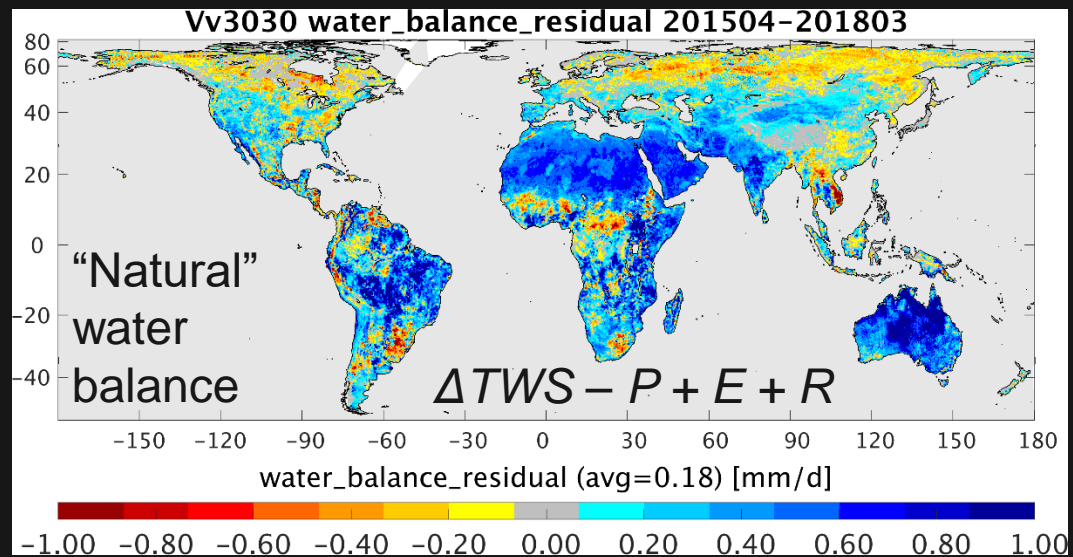 Vv3030 water_balance_residual 201504-201803
80
60
40
20
0
-20
-40
“Natural”
water
balance
ΔTWS – P + E + R
-150 -120 -90 -60 -30 0 30 60 90 120 150 180
water_balance_residual (avg=0.18) [mm/d]
-1.00 -0.80 -0.60 -0.40 -0.20 0.00 0.20 0.40 0.60 0.80 1.00